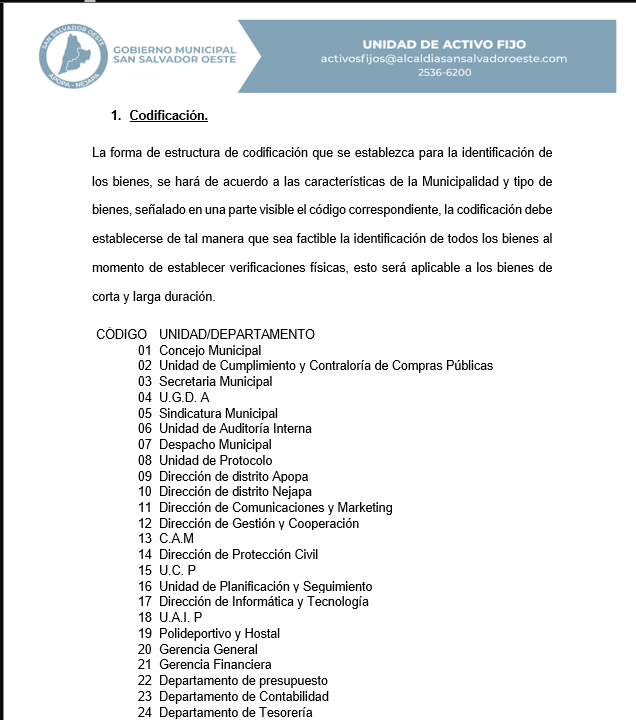 SAN SALVADOR OESTE
APOPA - NEJAPA
GOBIERNO MUNICIPAL
SAN SALVADOR OESTE
UNIDAD DE ACTIVO FIJO
activosfijos@alcaldiasansalvadoroeste.com
2536-6200
1. Codificación.
La forma de estructura de codificación que se establezca para la identificación de
los bienes, se hará de acuerdo a las características de la Municipalidad y tipo de
bienes, señalado en una parte visible el código correspondiente, la codificación debe
establecerse de tal manera que sea factible la identificación de todos los bienes al
momento de establecer verificaciones físicas, esto será aplicable a los bienes de
corta y larga duración.
CÓDIGO UNIDAD/DEPARTAMENTO
01 Concejo Municipal
02 Unidad de Cumplimiento y Contraloría de Compras Públicas
03 Secretaria Municipal
04 U.G.D. A
05 Sindicatura Municipal
06 Unidad de Auditoría Interna
07 Despacho Municipal
08 Unidad de Protocolo
09 Dirección de distrito Apopa
10 Dirección de distrito Nejapa
11 Dirección de Comunicaciones y Marketing
12 Dirección de Gestión y Cooperación
13 C.A.M
14 Dirección de Protección Civil
15 U.C. P
16 Unidad de Planificación y Seguimiento
17 Dirección de Informática y Tecnología
18 U.A.I. P
19 Polideportivo y Hostal
20 Gerencia General
21 Gerencia Financiera
22 Departamento de presupuesto
23 Departamento de Contabilidad
24 Departamento de Tesorería